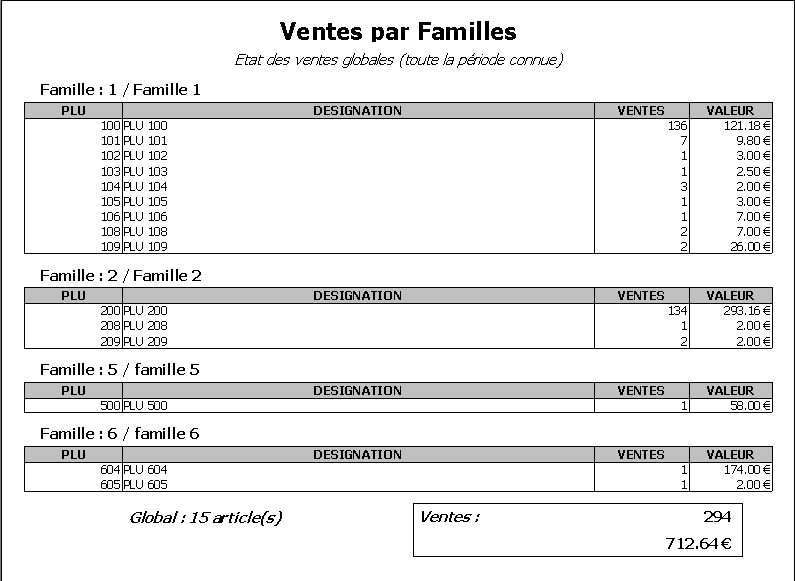 Ventes par Familles
Etat des ventes globales (toute la période connue)
Famille : 1 / Famille 1
PLU DESIGNATION VENTES VALEUR
100 PLU 100 136 121.18 €
101 PLU 101 7 9.80 €
102 PLU 102 1 3.00 €
103 PLU 103 1 2.50 €
104 PLU 104 3 2.00 €
105 PLU 105 1 3.00 €
106 PLU 106 1 7.00 €
108 PLU 108 2 7.00 €
109 PLU 109 2 26.00 €
Famille : 2 / Famille 2
PLU DESIGNATION VENTES VALEUR
200 PLU 200 134 293.16 €
208 PLU 208 1 2.00 €
209 PLU 209 2 2.00 €
Famille : 5 / famille 5
PLU DESIGNATION VENTES VALEUR
500 PLU 500 1 58.00 €
Famille : 6 / famille 6
PLU DESIGNATION VENTES VALEUR
604 PLU 604 1 174.00 €
605 PLU 605 1 2.00 €
Global : 15 article(s) Ventes : 294
712.64 €